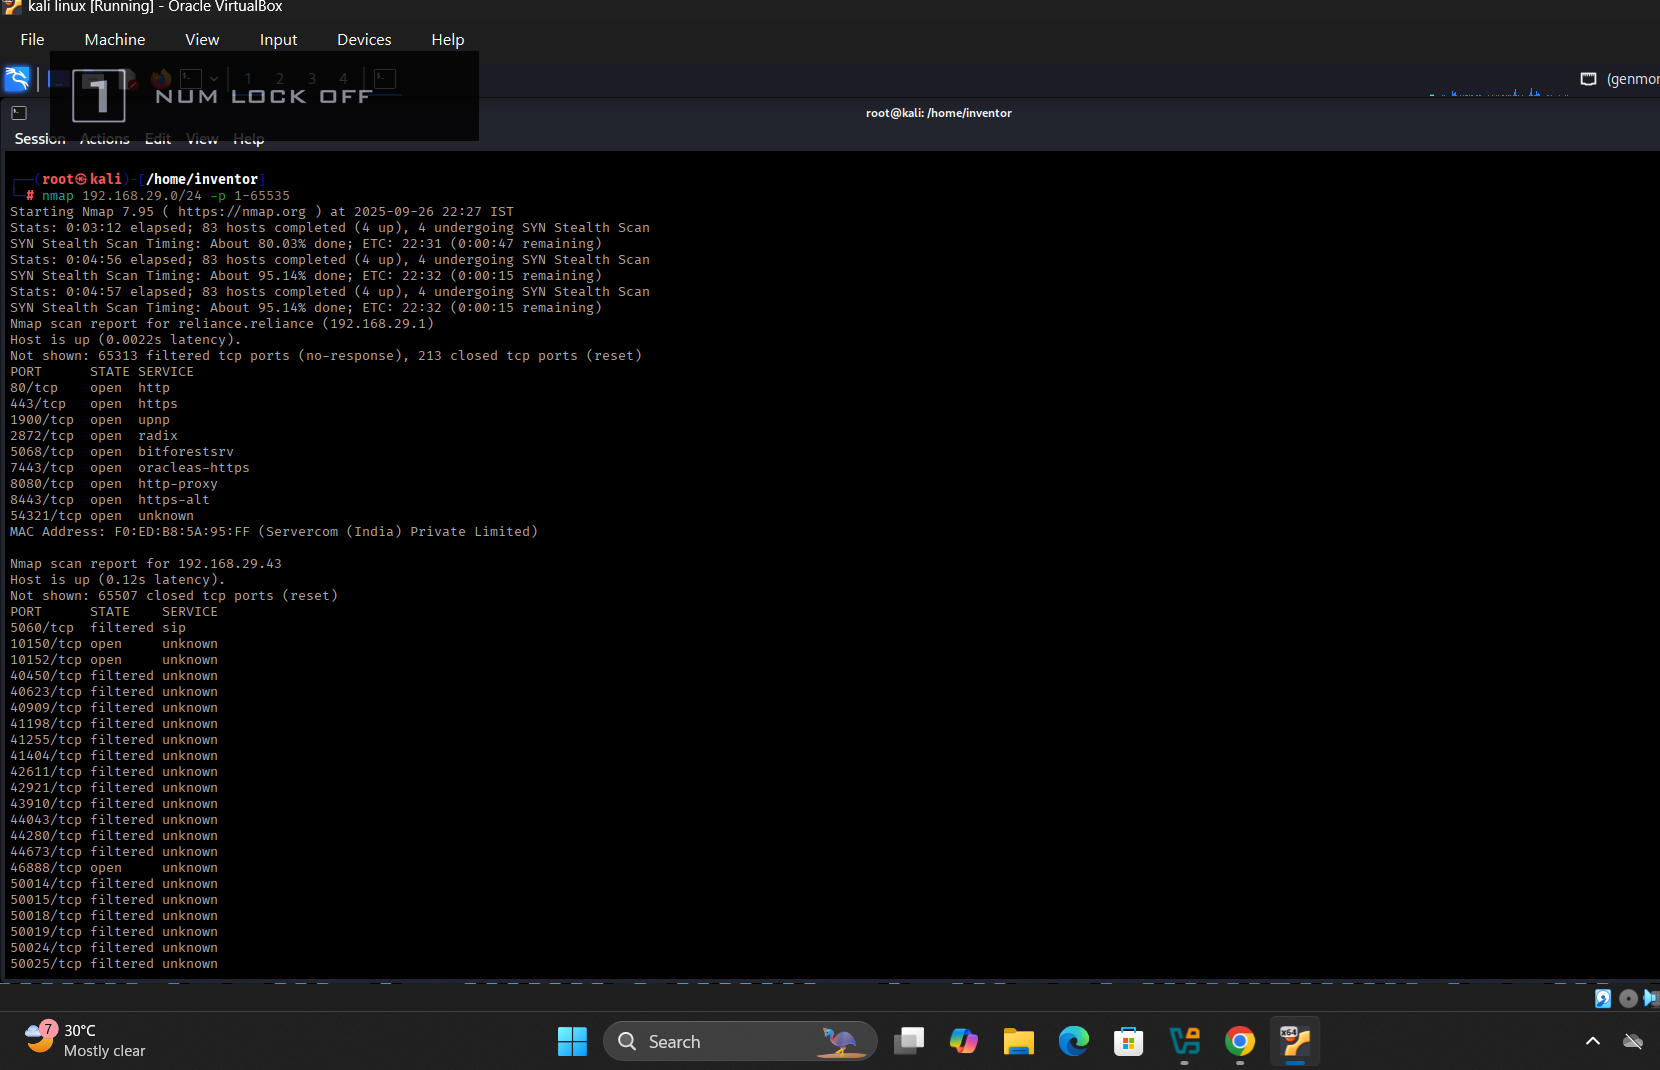 kali linux [Running] - Oracle VirtualBox
File Machine View Input Devices Help
1 2 3 4
1 NUM LOCK OFF
(genmon
root@kali: /home/inventor
Session Actions Edit View Help
┌──(root㉿kali)-[/home/inventor]
└─# nmap 192.168.29.0/24 -p 1-65535
Starting Nmap 7.95 ( https://nmap.org ) at 2025-09-26 22:27 IST
Stats: 0:03:12 elapsed; 83 hosts completed (4 up), 4 undergoing SYN Stealth Scan
SYN Stealth Scan Timing: About 80.03% done; ETC: 22:31 (0:00:47 remaining)
Stats: 0:04:56 elapsed; 83 hosts completed (4 up), 4 undergoing SYN Stealth Scan
SYN Stealth Scan Timing: About 95.14% done; ETC: 22:32 (0:00:15 remaining)
Stats: 0:04:57 elapsed; 83 hosts completed (4 up), 4 undergoing SYN Stealth Scan
SYN Stealth Scan Timing: About 95.14% done; ETC: 22:32 (0:00:15 remaining)
Nmap scan report for reliance.reliance (192.168.29.1)
Host is up (0.0022s latency).
Not shown: 65313 filtered tcp ports (no-response), 213 closed tcp ports (reset)
PORT STATE SERVICE
80/tcp open http
443/tcp open https
1900/tcp open upnp
2872/tcp open radix
5068/tcp open bitforestsrv
7443/tcp open oracleas-https
8080/tcp open http-proxy
8443/tcp open https-alt
54321/tcp open unknown
MAC Address: F0:ED:B8:5A:95:FF (Servercom (India) Private Limited)
Nmap scan report for 192.168.29.43
Host is up (0.12s latency).
Not shown: 65507 closed tcp ports (reset)
PORT STATE SERVICE
5060/tcp filtered sip
10150/tcp open unknown
10152/tcp open unknown
40450/tcp filtered unknown
40623/tcp filtered unknown
40909/tcp filtered unknown
41198/tcp filtered unknown
41255/tcp filtered unknown
41404/tcp filtered unknown
42611/tcp filtered unknown
42921/tcp filtered unknown
43910/tcp filtered unknown
44043/tcp filtered unknown
44280/tcp filtered unknown
44673/tcp filtered unknown
46888/tcp open unknown
50014/tcp filtered unknown
50015/tcp filtered unknown
50018/tcp filtered unknown
50019/tcp filtered unknown
50024/tcp filtered unknown
50025/tcp filtered unknown
7
30°C
Mostly clear
Search
x64